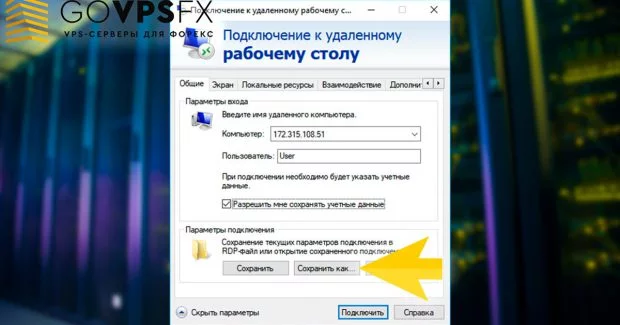 GOVPSFX
VPS-СЕРВЕРЫ ДЛЯ ФОРЕКС
Подключение к удаленному рабочему с...
Подключение к удаленному
рабочему столу
Общие Экран Локальные ресурсы Взаимодействие Дополни
Параметры входа
Введите имя удаленного компьютера.
Компьютер: 172.315.108.51
Пользователь: User
При подключении необходимо будет указать учетные
данные.
Разрешить мне сохранять учетные данные
Параметры подключения
Сохранение текущих параметров подключения в
RDP-файл или открытие сохраненного
Сохранить Сохранить как...
Скрыть параметры Подключить Справка